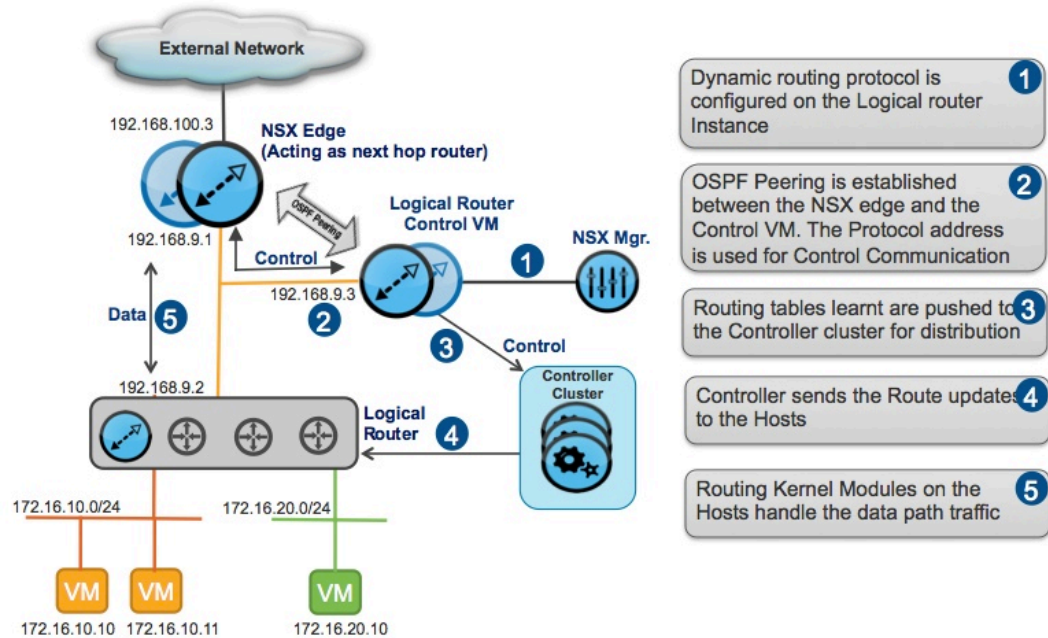 External Network
192.168.100.3
NSX Edge
(Acting as next hop router)
192.168.9.1
OSPF Peering
Logical Router
Control VM
NSX Mgr.
Control
1
192.168.9.3
2
Data
5
3
Control
192.168.9.2
Controller
Cluster
Logical
Router
4
172.16.10.0/24
172.16.20.0/24
VM
VM
VM
172.16.10.10
172.16.10.11
172.16.20.10
Dynamic routing protocol is
configured on the Logical router
Instance
1
OSPF Peering is established
between the NSX edge and the
Control VM. The Protocol address
is used for Control Communication
2
Routing tables learnt are pushed to
the Controller cluster for distribution
3
Controller sends the Route updates
to the Hosts
4
Routing Kernel Modules on the
Hosts handle the data path traffic
5